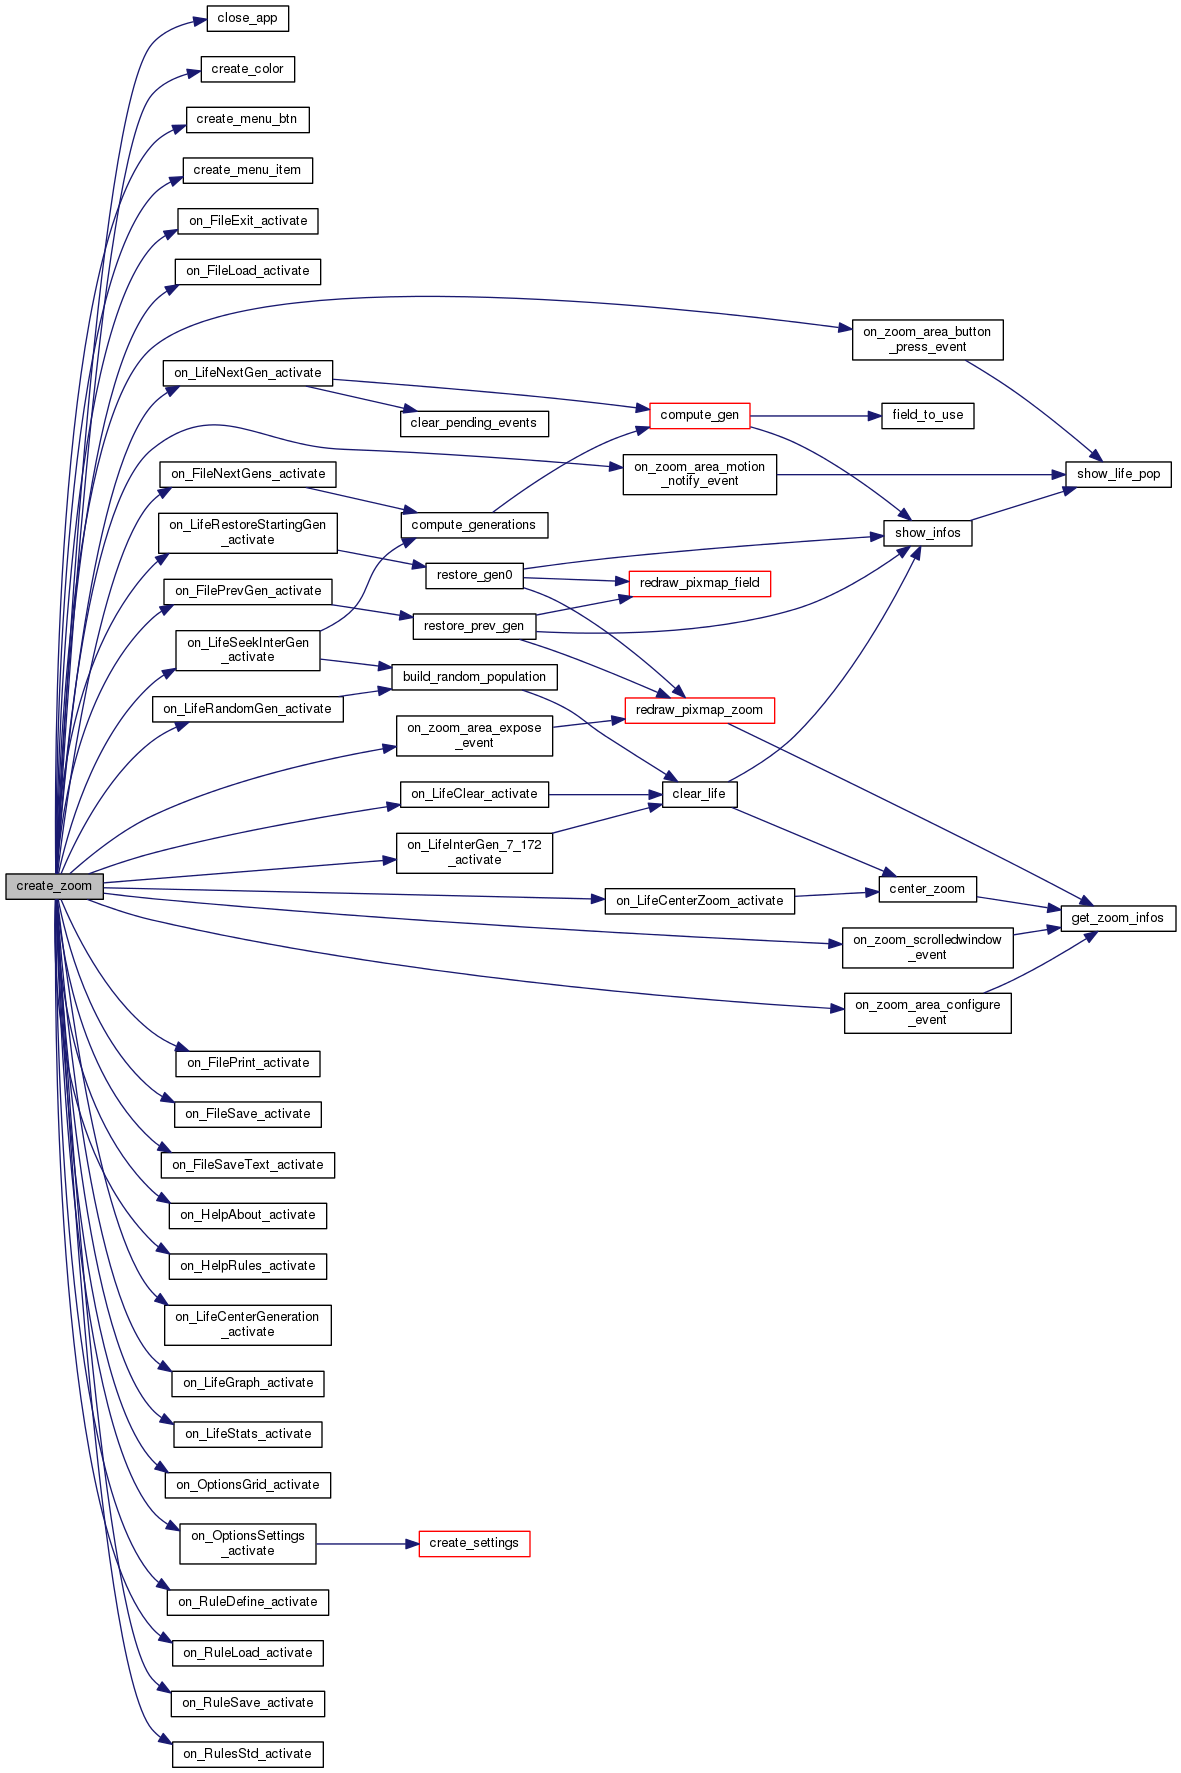 close_app
create_color
create_menu_btn
create_menu_item
on_FileExit_activate
on_FileLoad_activate
on_zoom_area_button
_press_event
on_LifeNextGen_activate
compute_gen
field_to_use
clear_pending_events
on_zoom_area_motion
_notify_event
show_life_pop
on_FileNextGens_activate
compute_generations
on_LifeRestoreStartingGen
_activate
show_infos
restore_gen0
redraw_pixmap_field
on_FilePrevGen_activate
restore_prev_gen
on_LifeSeekInterGen
_activate
build_random_population
on_LifeRandomGen_activate
redraw_pixmap_zoom
on_zoom_area_expose
_event
on_LifeClear_activate
clear_life
on_LifeInterGen_7_172
_activate
create_zoom
center_zoom
on_LifeCenterZoom_activate
get_zoom_infos
on_zoom_scrolledwindow
_event
on_zoom_area_configure
_event
on_FilePrint_activate
on_FileSave_activate
on_FileSaveText_activate
on_HelpAbout_activate
on_HelpRules_activate
on_LifeCenterGeneration
_activate
on_LifeGraph_activate
on_LifeStats_activate
on_OptionsGrid_activate
on_OptionsSettings
_activate
create_settings
on_RuleDefine_activate
on_RuleLoad_activate
on_RuleSave_activate
on_RulesStd_activate